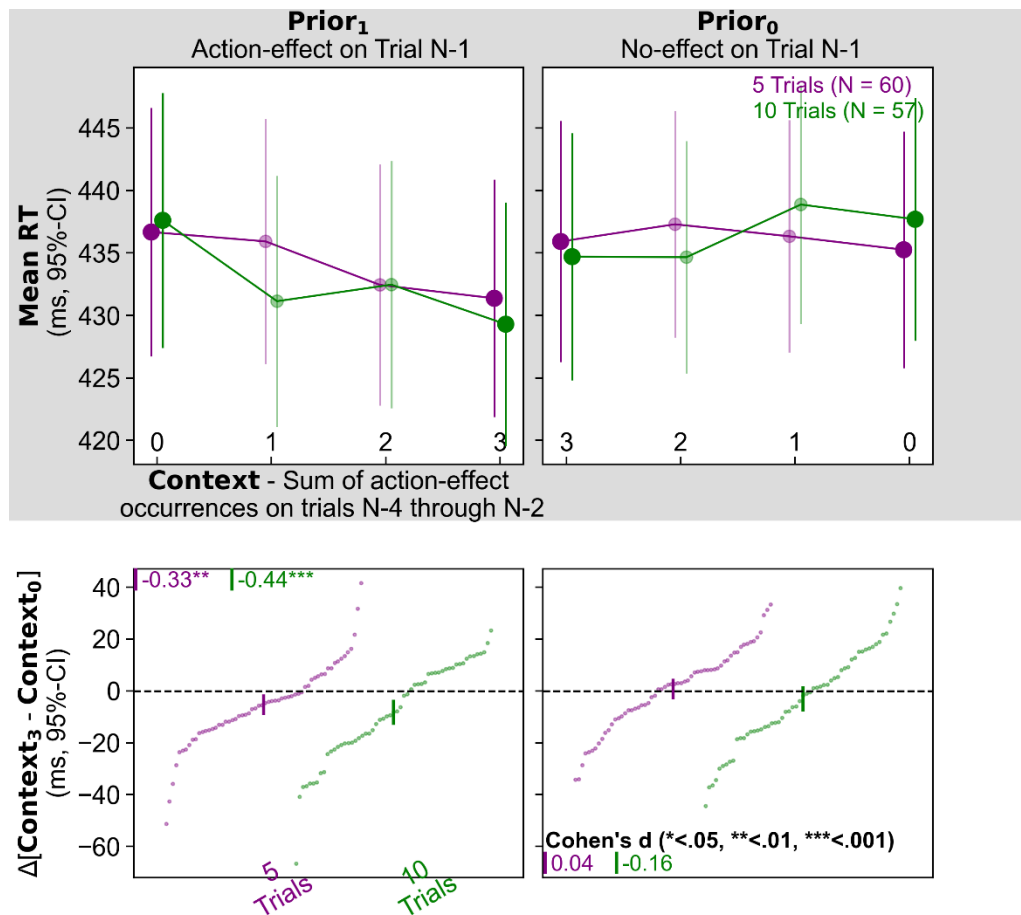 Prior₁
Action-effect on Trial N-1
Prior₀
No-effect on Trial N-1
5 Trials (N = 60)
10 Trials (N = 57)
Mean RT
(ms, 95%-CI)
445
440
435
430
425
420
0 1 2 3
3 2 1 0
Context - Sum of action-effect
occurrences on trials N-4 through N-2
Δ[Context₃ - Context₀]
(ms, 95%-CI)
40
20
0
−20
−40
−60
-0.33** -0.44***
5
Trials
10
Trials
Cohen's d (*<.05, **<.01, ***<.001)
0.04 -0.16